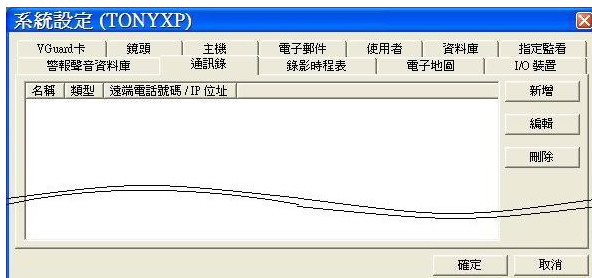 系統設定 (TONYXP)
VGuard卡 鏡頭 主機 電子郵件 使用者 資料庫 指定監看
警報聲音資料庫 通訊錄 錄影時程表 電子地圖 I/O 裝置
名稱 類型 遠端電話號碼 / IP 位址
新增
編輯
刪除
確定 取消